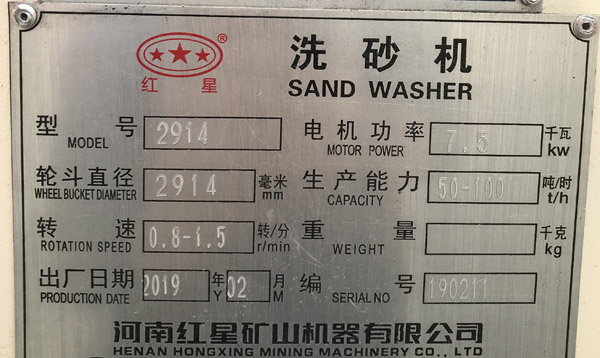 ® 洗砂机
红星 SAND WASHER
型号 MODEL 2914 电机功率 MOTOR POWER 7.5 千瓦 kw
轮斗直径 WHEEL BUCKET DIAMETER 2914 毫米 mm 生产能力 CAPACITY 50-100 吨/时 t/h
转速 ROTATION SPEED 0.8-1.5 转/分 r/min 重量 WEIGHT 千克 kg
出厂日期 PRODUCTION DATE 2019 年 Y 02 月 M 编号 SERIAL NO 190211
河南红星矿山机器有限公司
HENAN HONGXING MINING MACHINERY CO., LTD